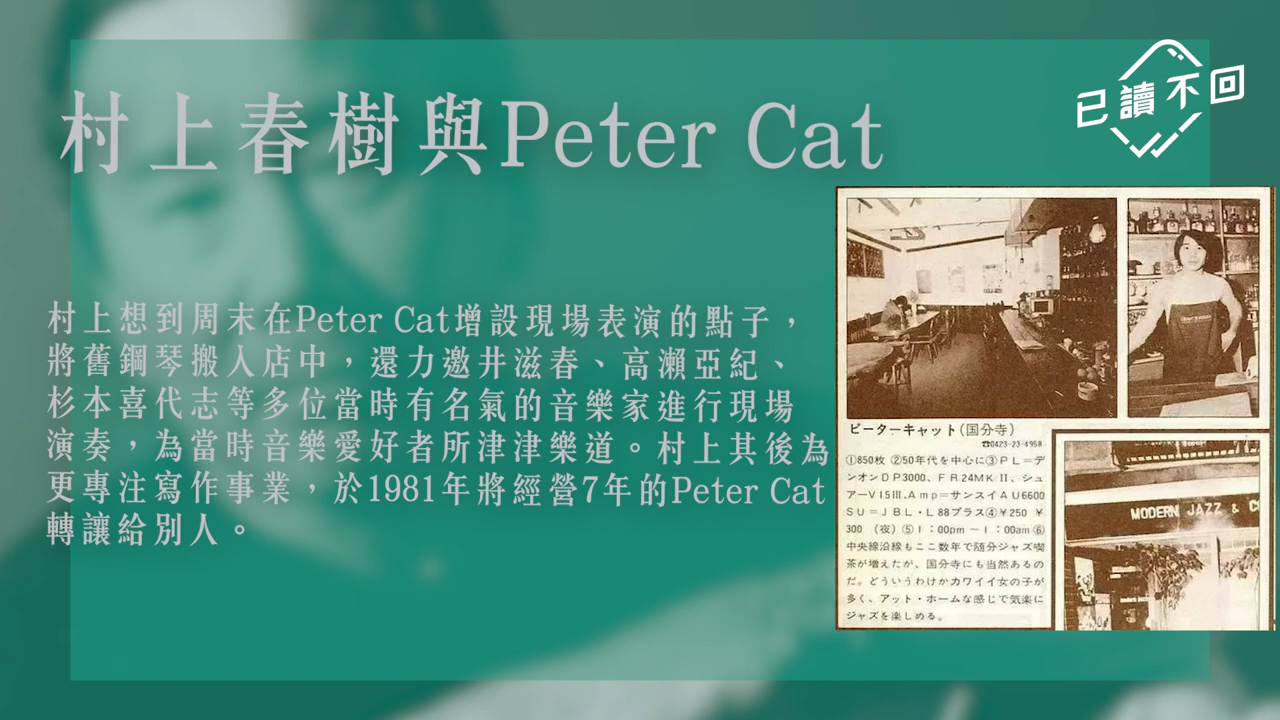 已讀不回
村上春樹與Peter Cat
村上想到周末在Peter Cat增設現場表演的點子，
將舊鋼琴搬入店中，還力邀井滋春、高瀨亞紀、
杉本喜代志等多位當時有名氣的音樂家進行現場
演奏，為當時音樂愛好者所津津樂道。村上其後為
更專注寫作事業，於1981年將經營7年的Peter Cat
轉讓給別人。
ピーターキャット(国分寺)
☎0423-23-4958
①850枚 ②50年代を中心に③ＰＬ＝デ
ンオンＤＰ3000、ＦＲ24ＭＫⅡ、シュ
アーＶ15Ⅲ、Ａｍｐ＝サンスイＡＵ6600
ＳＵ＝ＪＢＬ・Ｌ88プラス④￥250 ￥
300 （夜）⑤1：00pm～1：00am⑥
中央線沿線もここ数年で随分ジャズ喫
茶が増えたが、国分寺にも当然あるの
だ。どういうわけかカワイイ女の子が
多く、アット・ホームな感じで気楽に
ジャズを楽しめる。
MODERN JAZZ & C